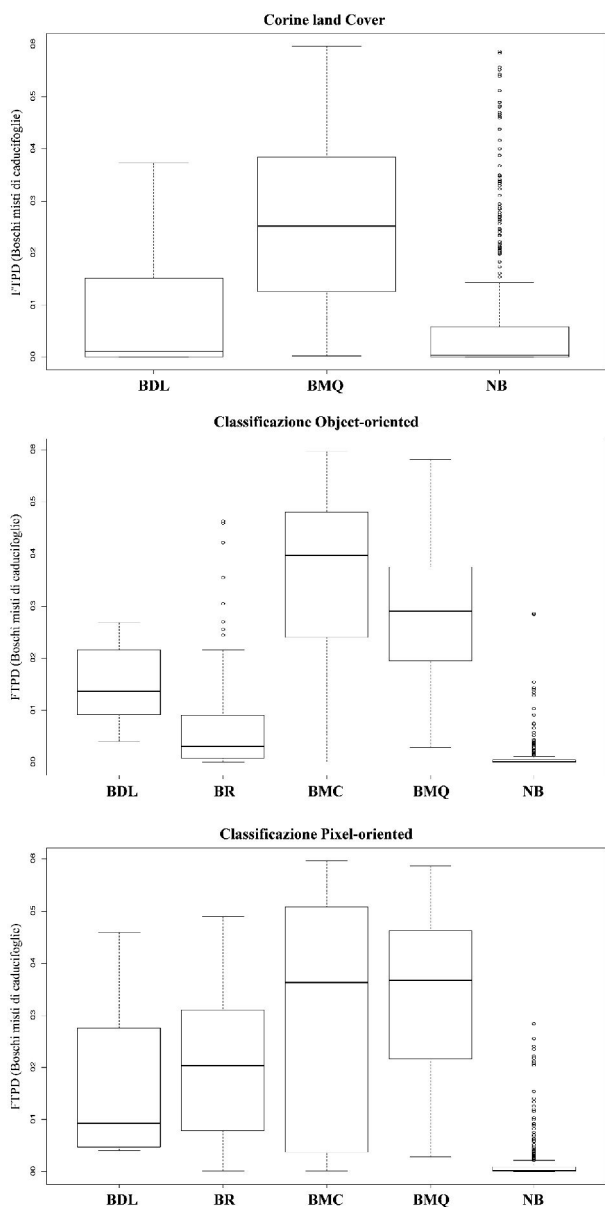 Corine land Cover
FTPD (Boschi misti di caducifoglie)
0.6
0.5
0.4
0.3
0.2
0.1
0.0
BDL BMQ NB
Classificazione Object-oriented
FTPD (Boschi misti di caducifoglie)
0.6
0.5
0.4
0.3
0.2
0.1
0.0
BDL BR BMC BMQ NB
Classificazione Pixel-oriented
FTPD (Boschi misti di caducifoglie)
0.6
0.5
0.4
0.3
0.2
0.1
0.0
BDL BR BMC BMQ NB